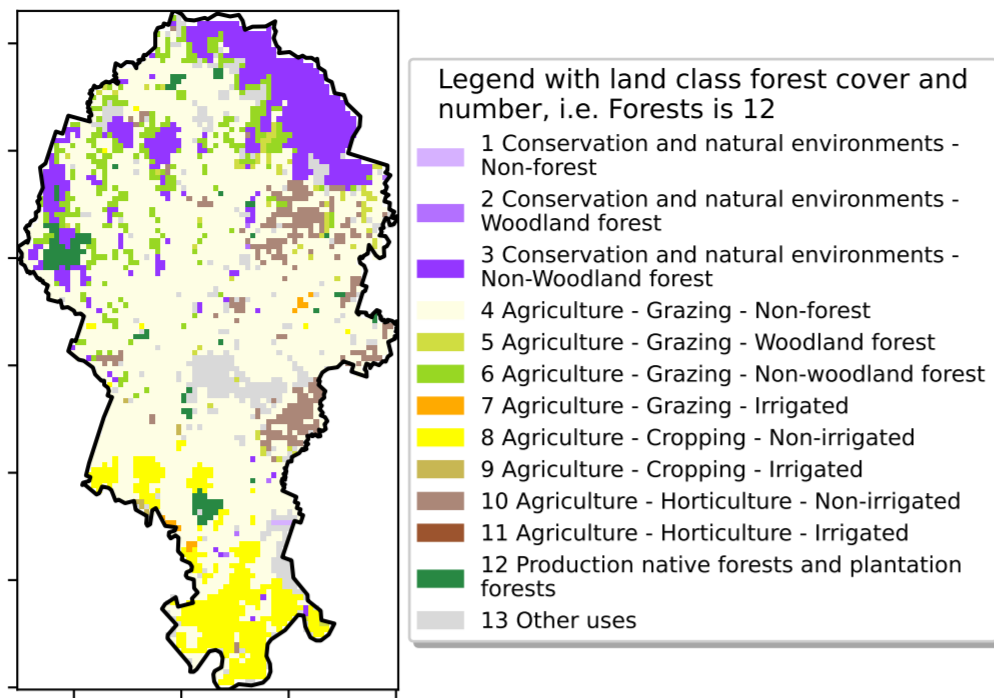 Legend with land class forest cover and
number, i.e. Forests is 12
1 Conservation and natural environments -
Non-forest
2 Conservation and natural environments -
Woodland forest
3 Conservation and natural environments -
Non-Woodland forest
4 Agriculture - Grazing - Non-forest
5 Agriculture - Grazing - Woodland forest
6 Agriculture - Grazing - Non-woodland forest
7 Agriculture - Grazing - Irrigated
8 Agriculture - Cropping - Non-irrigated
9 Agriculture - Cropping - Irrigated
10 Agriculture - Horticulture - Non-irrigated
11 Agriculture - Horticulture - Irrigated
12 Production native forests and plantation
forests
13 Other uses